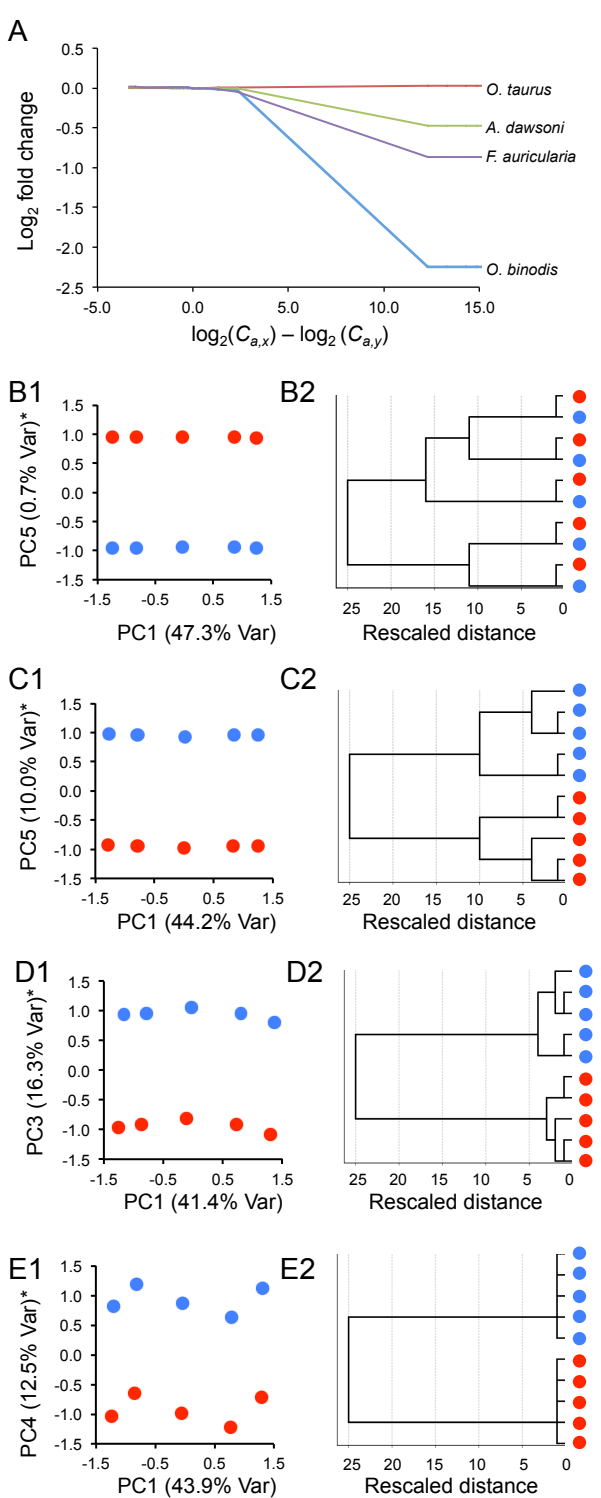 A
Log2 fold change
0.5
0.0
-0.5
-1.0
-1.5
-2.0
-2.5
-5.0 0.0 5.0 10.0 15.0
log2(Ca,x) – log2 (Ca,y)
O. taurus
A. dawsoni
F. auricularia
O. binodis
B1
PC5 (0.7% Var)*
1.5
1.0
0.5
0.0
-0.5
-1.0
-1.5
-1.5 -0.5 0.5 1.5
PC1 (47.3% Var)
B2
25 20 15 10 5 0
Rescaled distance
C1
PC5 (10.0% Var)*
1.5
1.0
0.5
0.0
-0.5
-1.0
-1.5
-1.5 -0.5 0.5 1.5
PC1 (44.2% Var)
C2
25 20 15 10 5 0
Rescaled distance
D1
PC3 (16.3% Var)*
1.5
1.0
0.5
0.0
-0.5
-1.0
-1.5
-1.5 -0.5 0.5 1.5
PC1 (41.4% Var)
D2
25 20 15 10 5 0
Rescaled distance
E1
PC4 (12.5% Var)*
1.5
1.0
0.5
0.0
-0.5
-1.0
-1.5
-1.5 -0.5 0.5 1.5
PC1 (43.9% Var)
E2
25 20 15 10 5 0
Rescaled distance